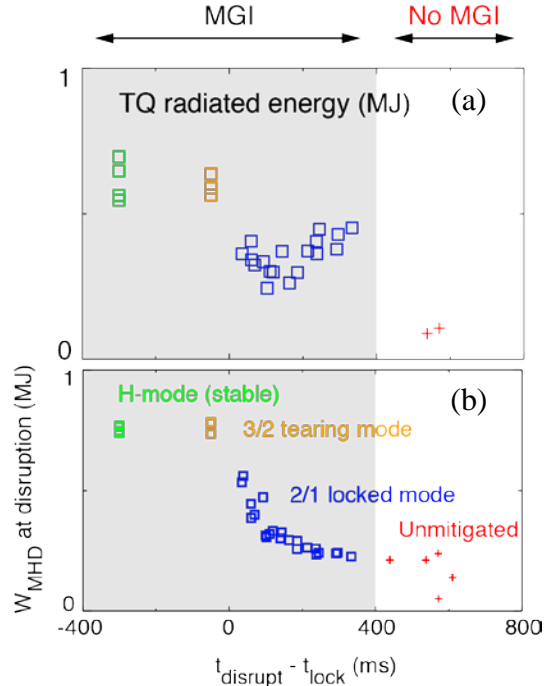 MGI No MGI
1
TQ radiated energy (MJ) (a)
0
1
H-mode (stable) (b)
3/2 tearing mode
2/1 locked mode
Unmitigated
W_MHD at disruption (MJ)
0
-400 0 400 800
t_disrupt - t_lock (ms)